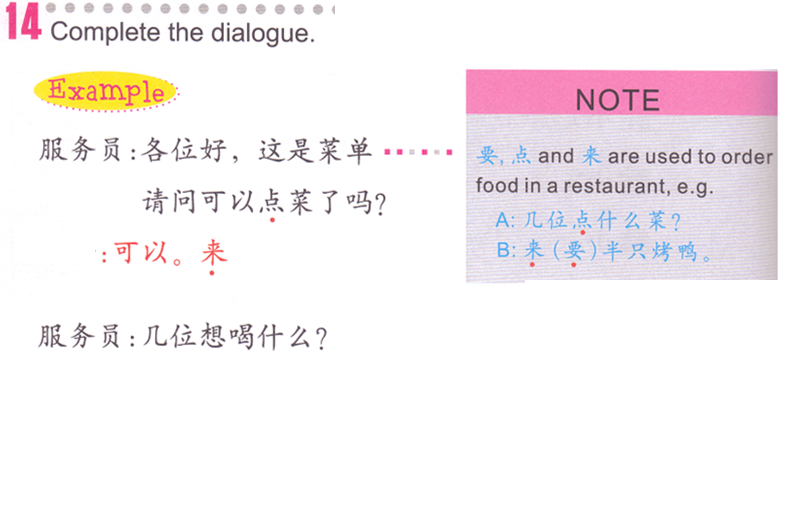 14 Complete the dialogue.
Example
服务员:各位好，这是菜单
请问可以点菜了吗?
:可以。来
服务员:几位想喝什么?
NOTE
要,点 and 来 are used to order
food in a restaurant, e.g.
A: 几位点什么菜?
B: 来(要)半只烤鸭。